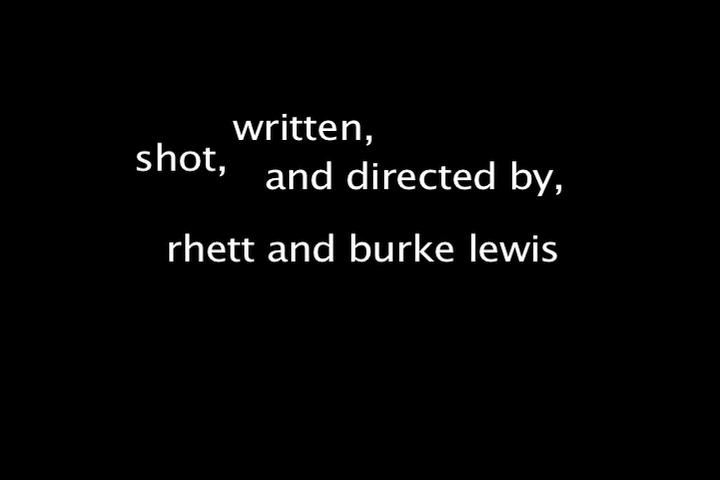 shot,
written,
and directed by,
rhett and burke lewis